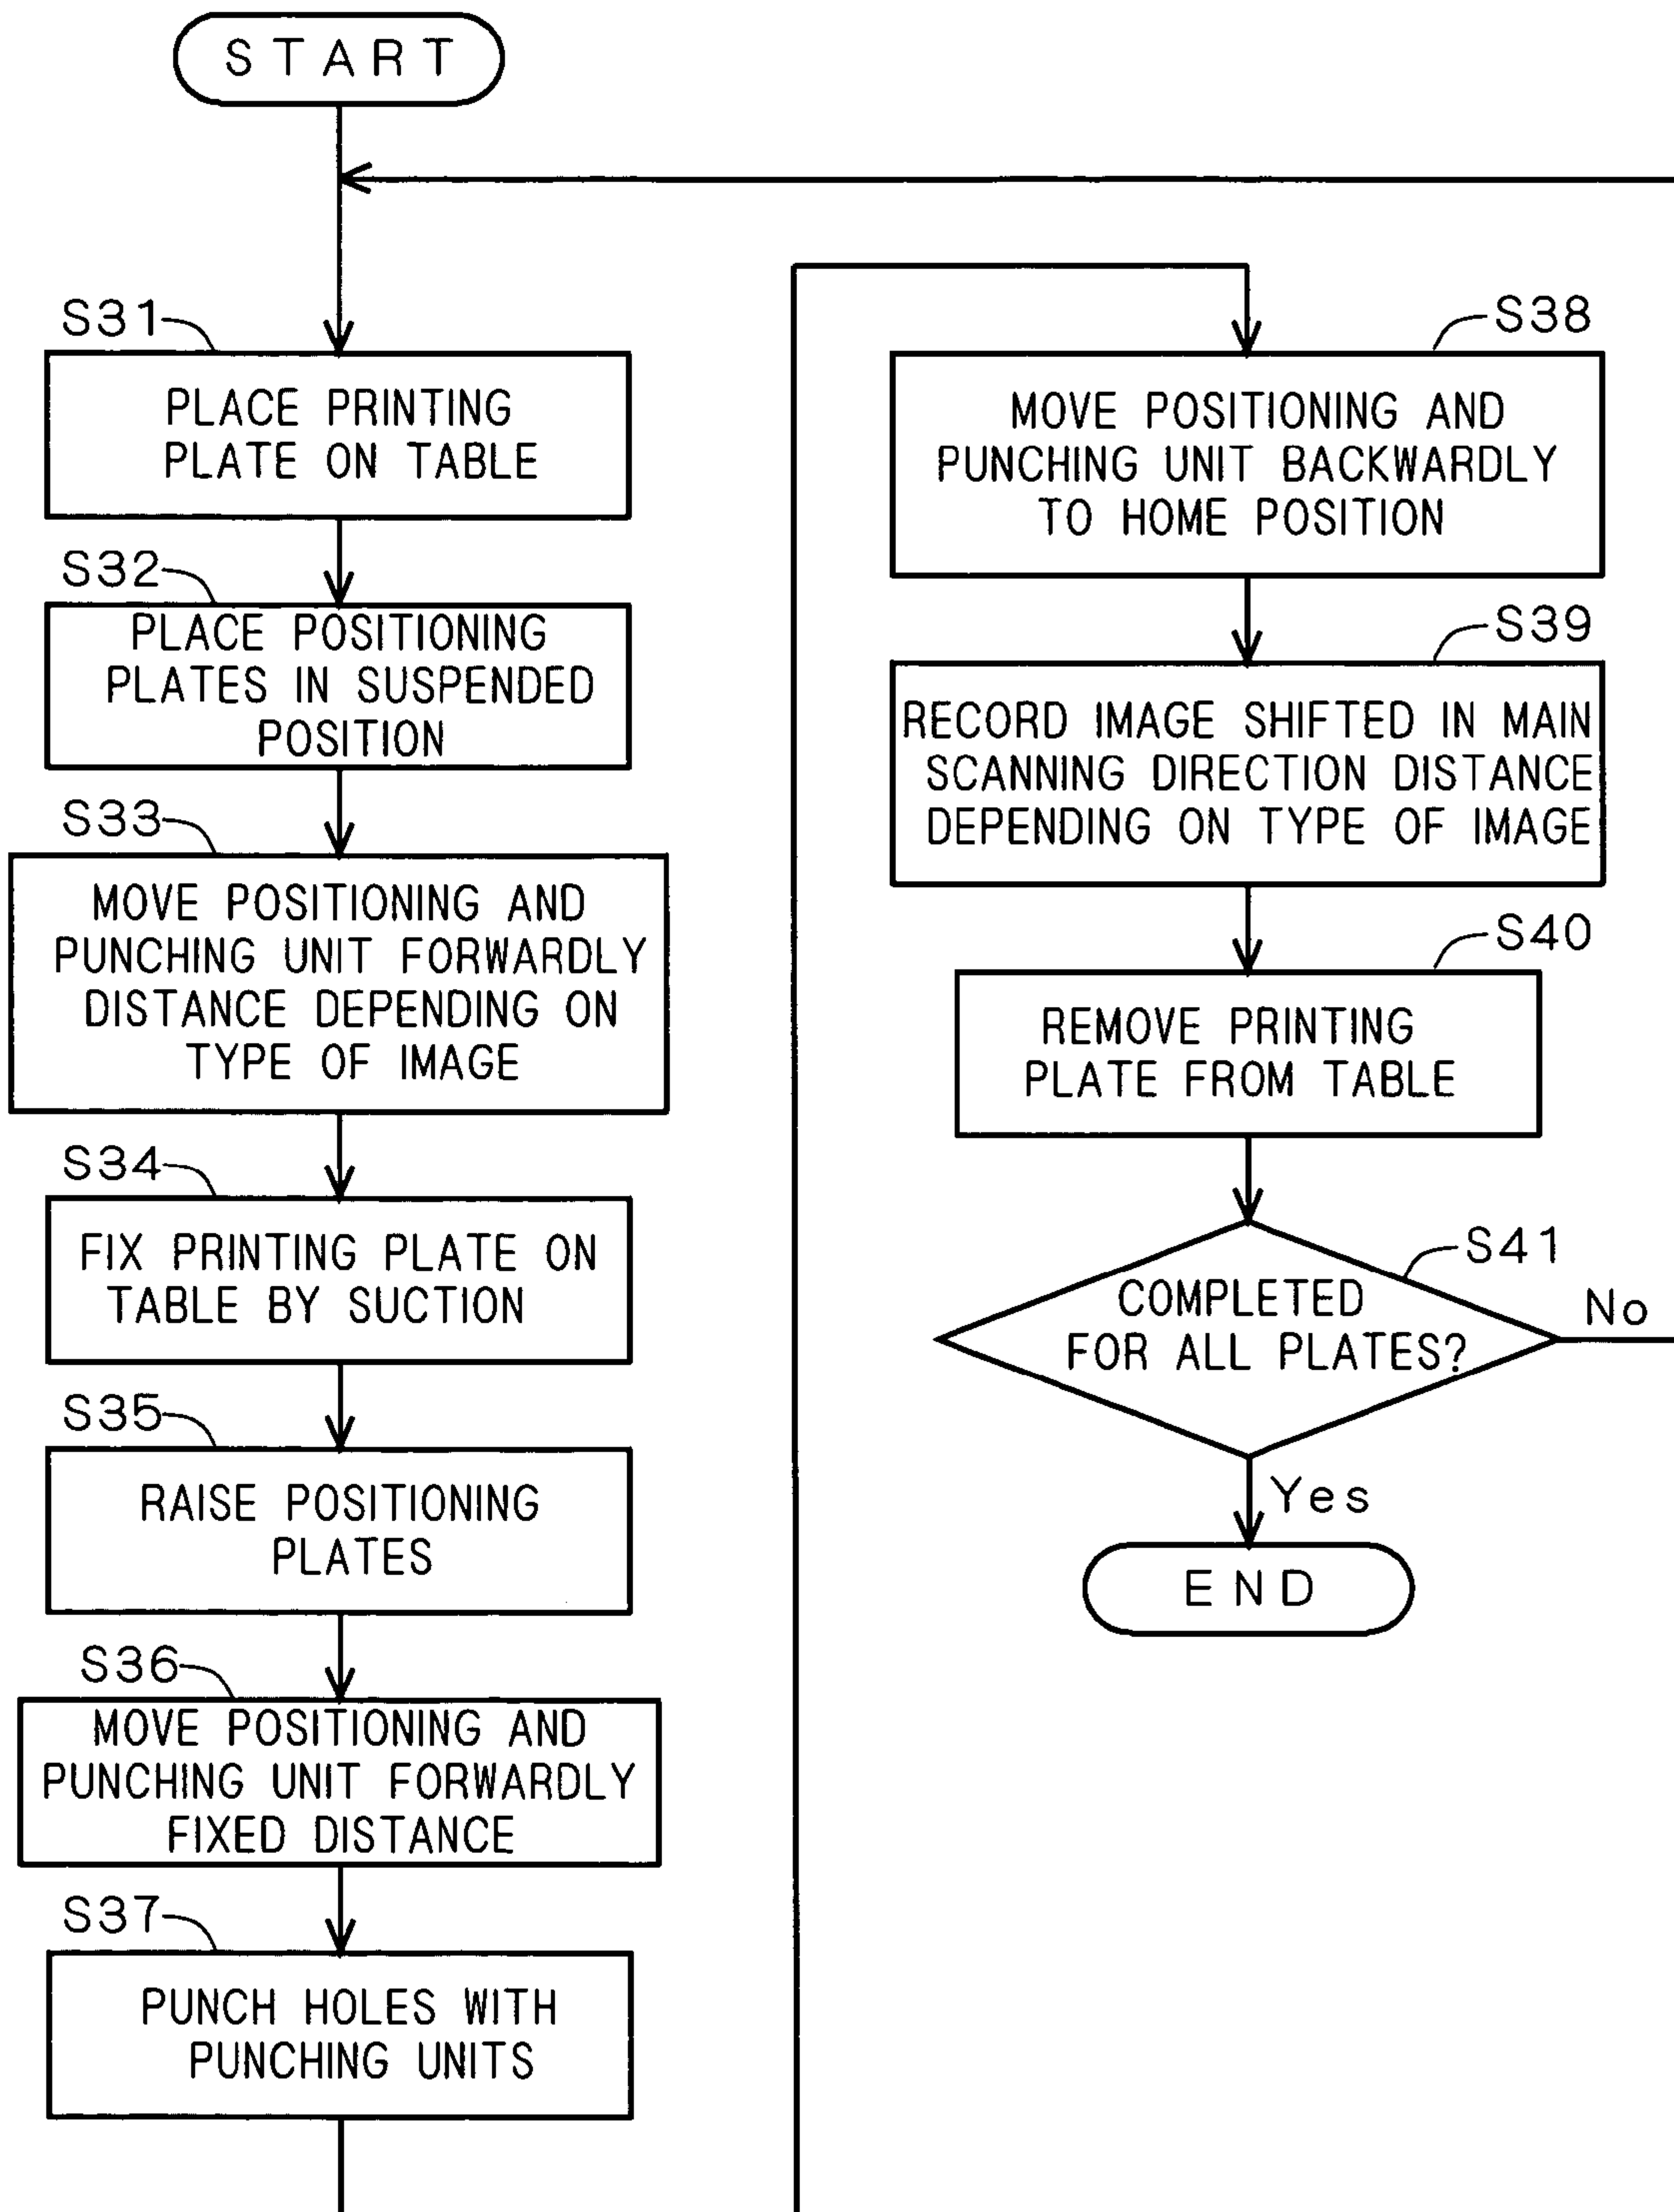 START
S31
PLACE PRINTING
PLATE ON TABLE
S32
PLACE POSITIONING
PLATES IN SUSPENDED
POSITION
S33
MOVE POSITIONING AND
PUNCHING UNIT FORWARDLY
DISTANCE DEPENDING ON
TYPE OF IMAGE
S34
FIX PRINTING PLATE ON
TABLE BY SUCTION
S35
RAISE POSITIONING
PLATES
S36
MOVE POSITIONING AND
PUNCHING UNIT FORWARDLY
FIXED DISTANCE
S37
PUNCH HOLES WITH
PUNCHING UNITS
S38
MOVE POSITIONING AND
PUNCHING UNIT BACKWARDLY
TO HOME POSITION
S39
RECORD IMAGE SHIFTED IN MAIN
SCANNING DIRECTION DISTANCE
DEPENDING ON TYPE OF IMAGE
S40
REMOVE PRINTING
PLATE FROM TABLE
S41
COMPLETED
FOR ALL PLATES?
No
Yes
END